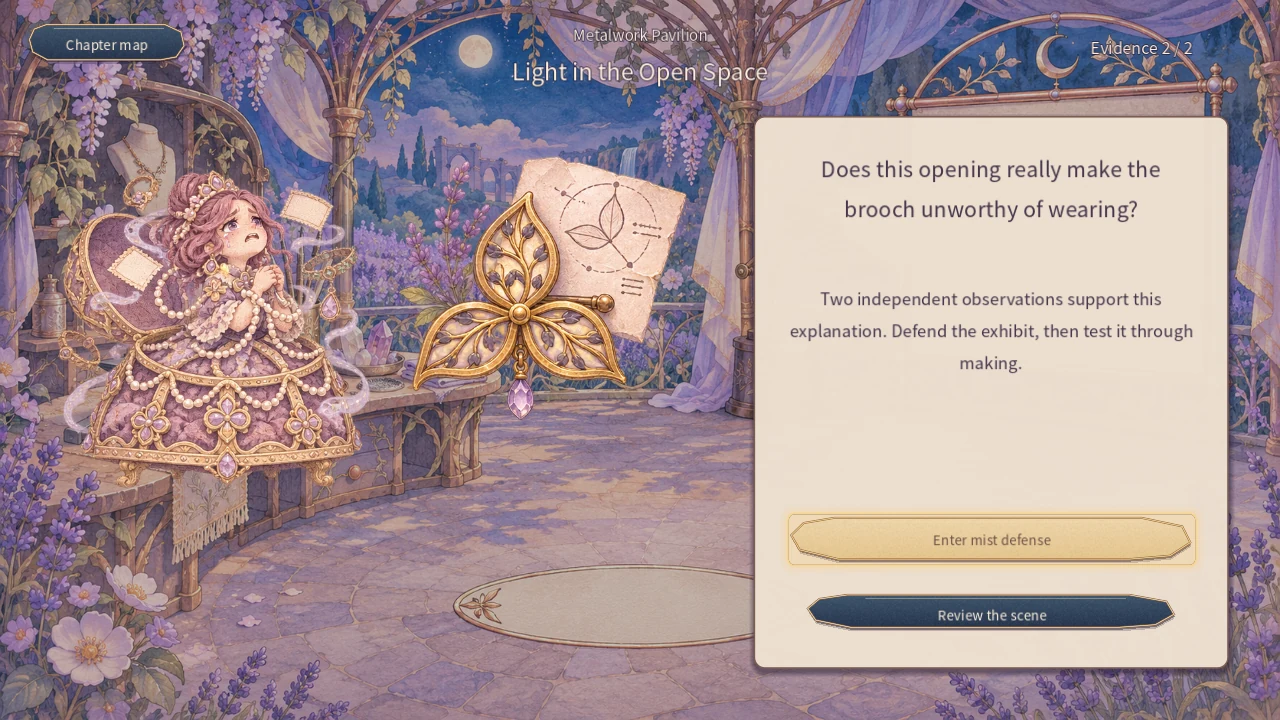 Chapter map
Metalwork Pavilion
Light in the Open Space
Evidence 2 / 2
Does this opening really make the
brooch unworthy of wearing?
Two independent observations support this
explanation. Defend the exhibit, then test it through
making.
Enter mist defense
Review the scene